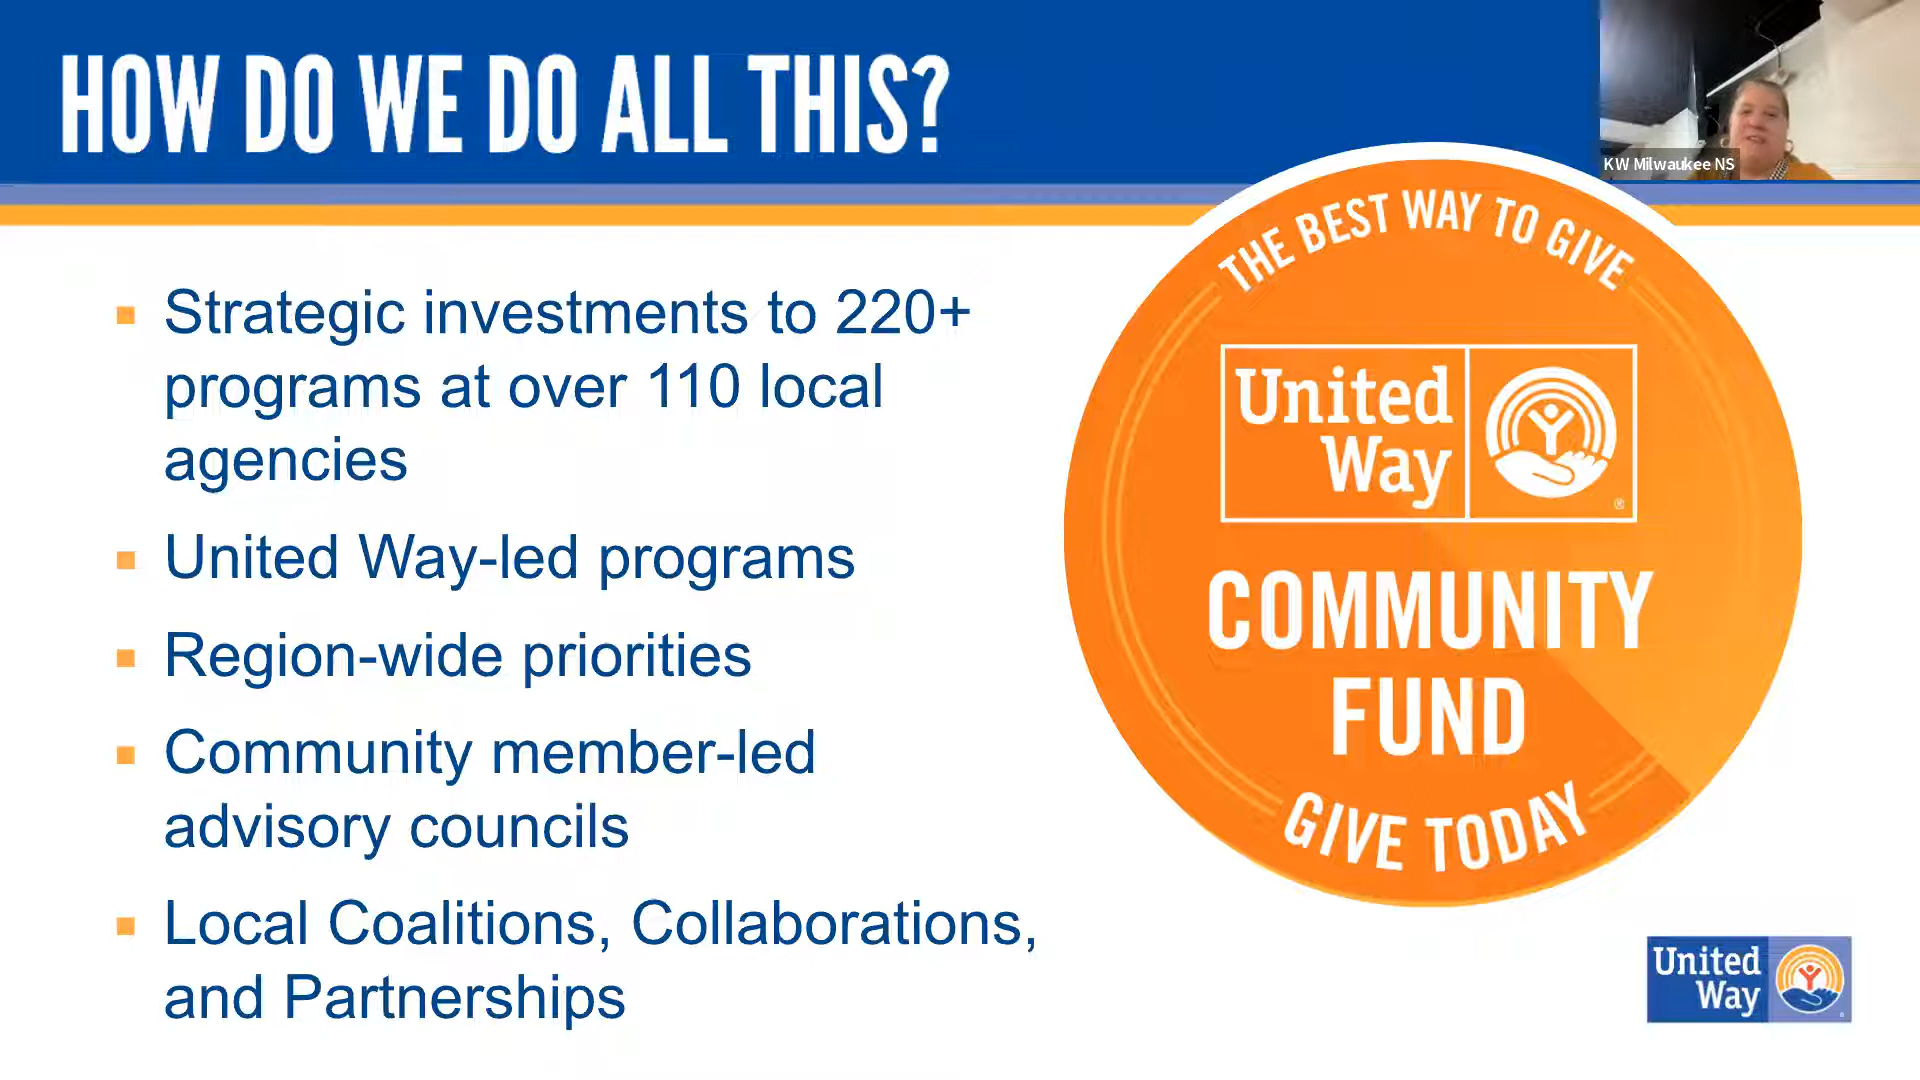 HOW DO WE DO ALL THIS?
KW Milwaukee NS
Strategic investments to 220+
programs at over 110 local
agencies
United Way-led programs
Region-wide priorities
Community member-led
advisory councils
Local Coalitions, Collaborations,
and Partnerships
THE BEST WAY TO GIVE
United
Way
®
COMMUNITY
FUND
GIVE TODAY
United
Way